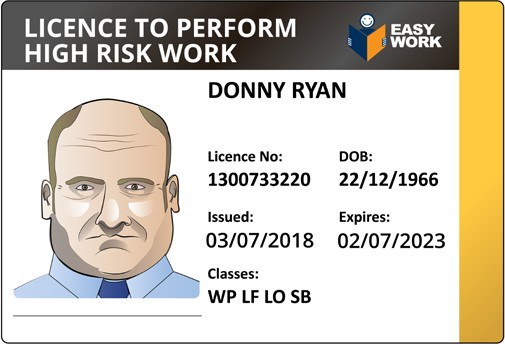 LICENCE TO PERFORM
HIGH RISK WORK
EASY
WORK
DONNY RYAN
Licence No: DOB:
1300733220 22/12/1966
Issued: Expires:
03/07/2018 02/07/2023
Classes:
WP LF LO SB